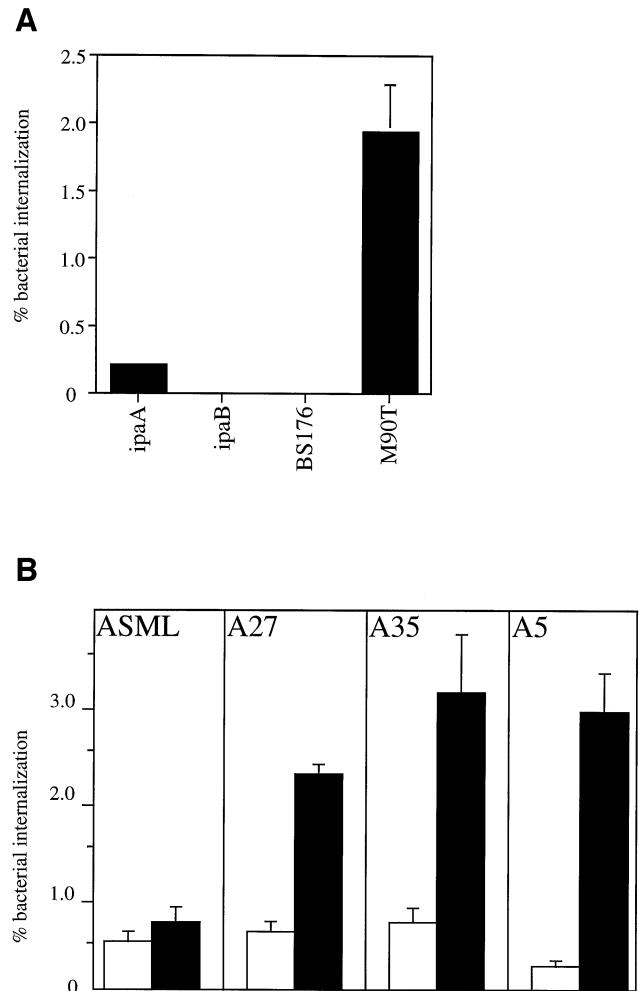 A
% bacterial internalization
2.5
2.0
1.5
1.0
0.5
0
ipaA
ipaB
BS176
M90T
B
% bacterial internalization
ASML A27 A35 A5
3.0
2.0
1.0
0